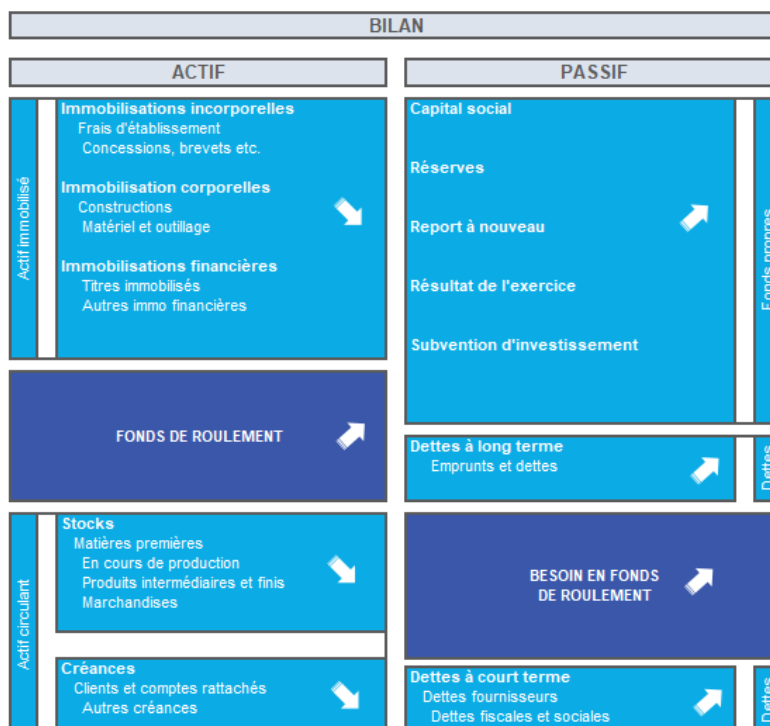 BILAN
ACTIF
PASSIF
Actif immobilisé
Immobilisations incorporelles
Frais d'établissement
Concessions, brevets etc.
Immobilisation corporelles
Constructions
Matériel et outillage
Immobilisations financières
Titres immobilisés
Autres immo financières
Capital social
Réserves
Report à nouveau
Résultat de l'exercice
Subvention d'investissement
Fonds propres
FONDS DE ROULEMENT
Dettes à long terme
Emprunts et dettes
Dettes
Actif circulant
Stocks
Matières premières
En cours de production
Produits intermédiaires et finis
Marchandises
Créances
Clients et comptes rattachés
Autres créances
BESOIN EN FONDS
DE ROULEMENT
Dettes à court terme
Dettes fournisseurs
Dettes fiscales et sociales
Dettes